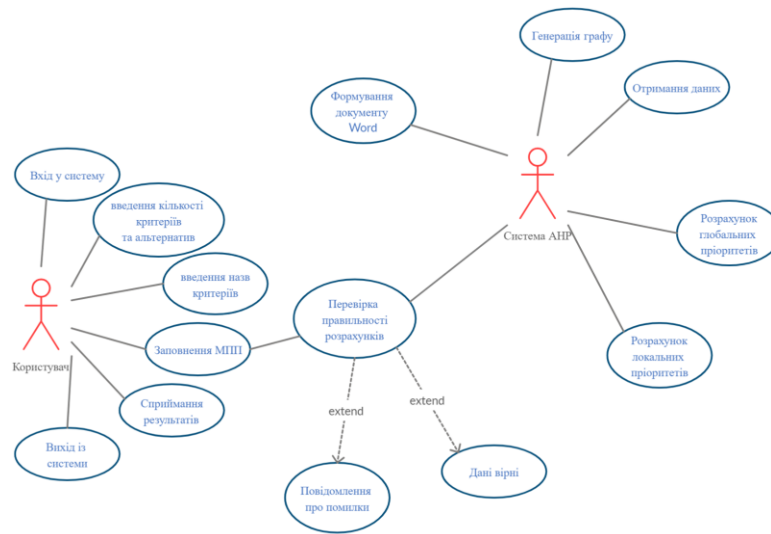 Генерація графу
Отримання даних
Формування
документу
Word
Вхід у систему
введення кількості
критеріїв
та альтернатив
Система АНР
Розрахунок
глобальних
пріоритетів
введення назв
критеріїв
Перевірка
правильності
розрахунків
Користувач
Заповнення МПП
Розрахунок
локальних
пріоритетів
Сприймання
результатів
extend
extend
Вихід із
системи
Повідомлення
про помилки
Дані вірні